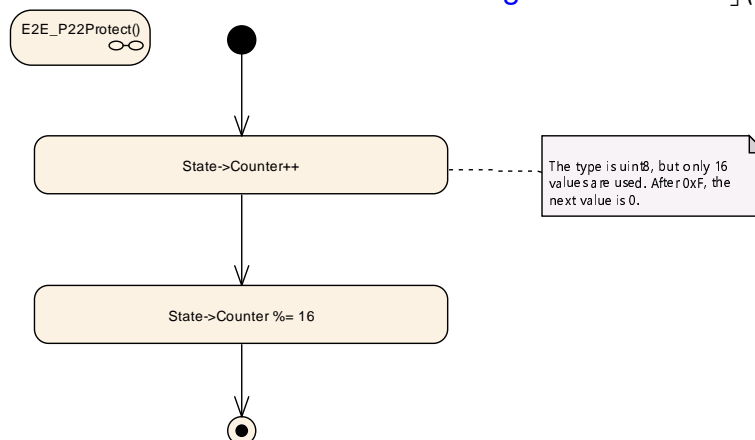 E2E_P22Protect()
State->Counter++
The type is uint8, but only 16
values are used. After 0xF, the
next value is 0.
State->Counter %= 16